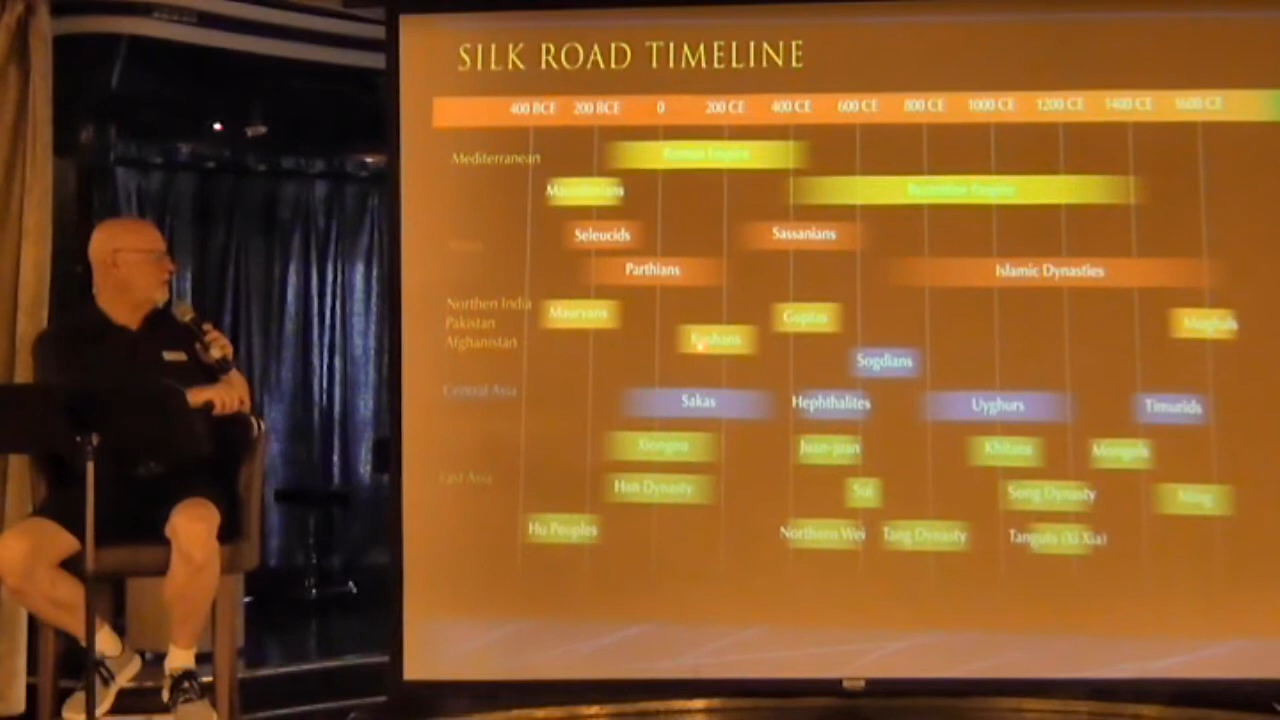 SILK ROAD TIMELINE
400 BCE 200 BCE 0 200 CE 400 CE 600 CE 800 CE 1000 CE 1200 CE 1400 CE 1600 CE
Mediterranean Roman Empire
Byzantine Empire
Seleucids Sassanians
Parthians Islamic Dynasties
Northen India Mauryans Guptas Mughals
Pakistan
Afghanistan Kushans
Sogdians
Central Asia Sakas Hephthalites Uyghurs Timurids
Xiongnu Juan-juan Khitans Mongols
East Asia Han Dynasty Sui Song Dynasty Ming
Hu Peoples Northern Wei Tang Dynasty Tanguts (Xi Xia)